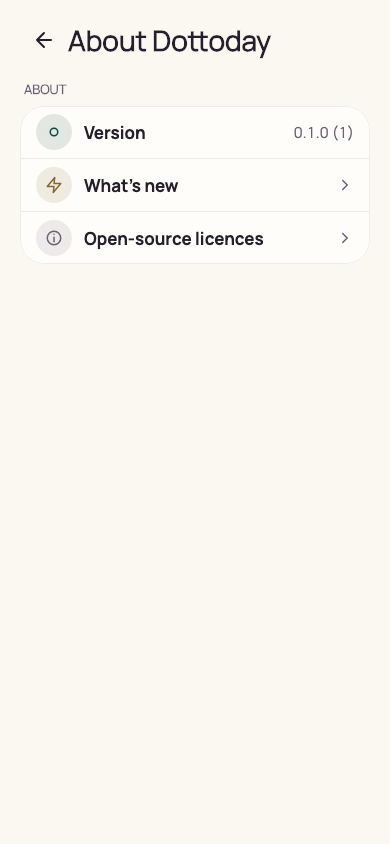 About Dottoday
ABOUT
Version 0.1.0 (1)
What's new
Open-source licences